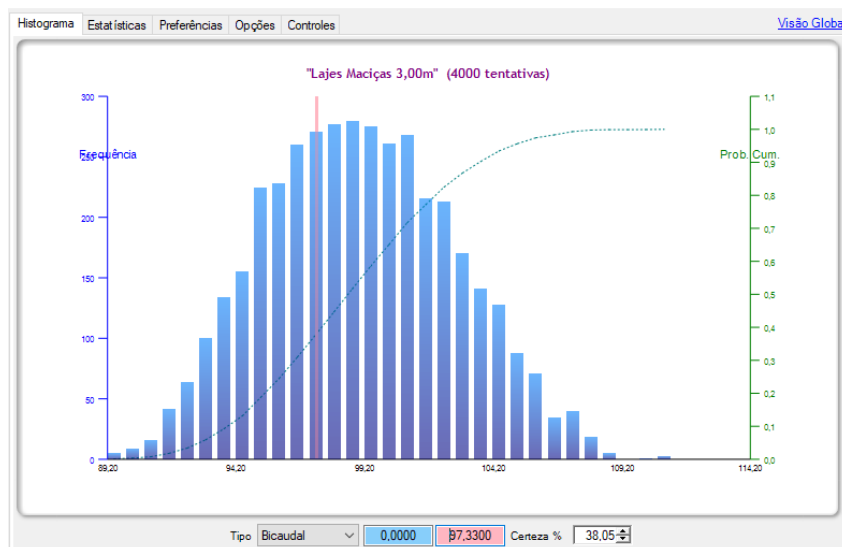 Histograma Estatísticas Preferências Opções Controles Visão Globa
"Lajes Maciças 3,00m" (4000 tentativas)
300 1,1
1,0
Frequência Prob. Cum.
250 0,9
0,8
200 0,7
0,6
150 0,5
100 0,4
0,3
50 0,2
0,1
0 0,0
89,20 94,20 99,20 104,20 109,20 114,20
Tipo Bicaudal 0,0000 97,3300 Certeza % 38,05